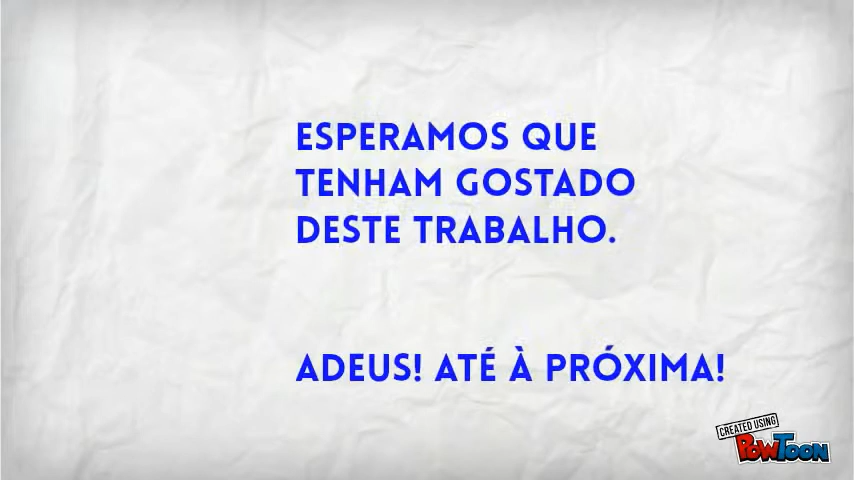 ESPERAMOS QUE
TENHAM GOSTADO
DESTE TRABALHO.
ADEUS! ATÉ À PRÓXIMA!
CREATED USING
POWTOON